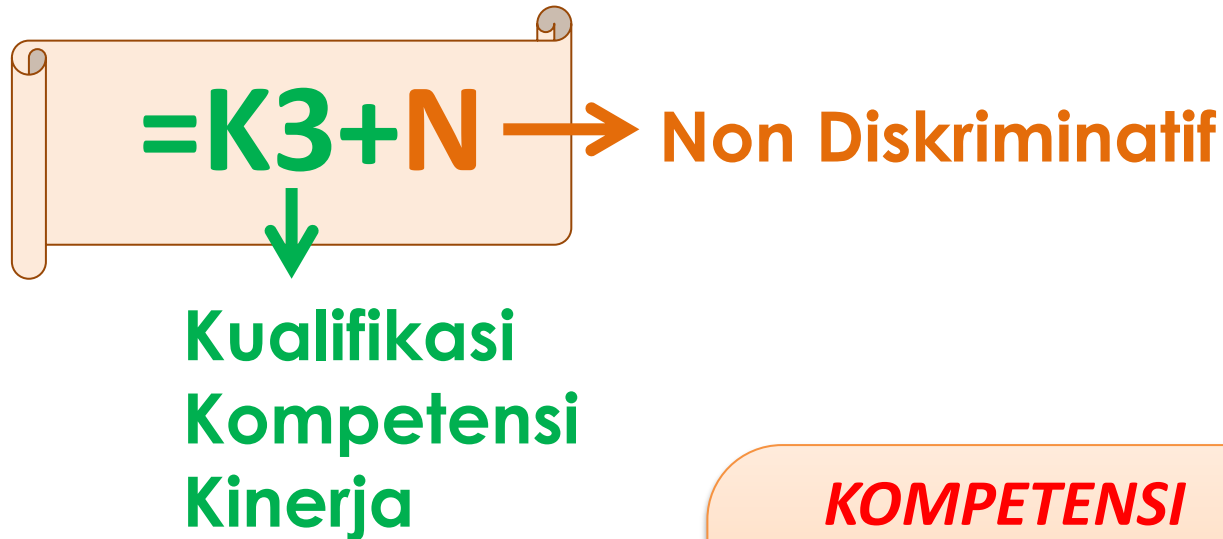 =K3+N
Non Diskriminatif
Kualifikasi
Kompetensi
Kinerja
KOMPETENSI